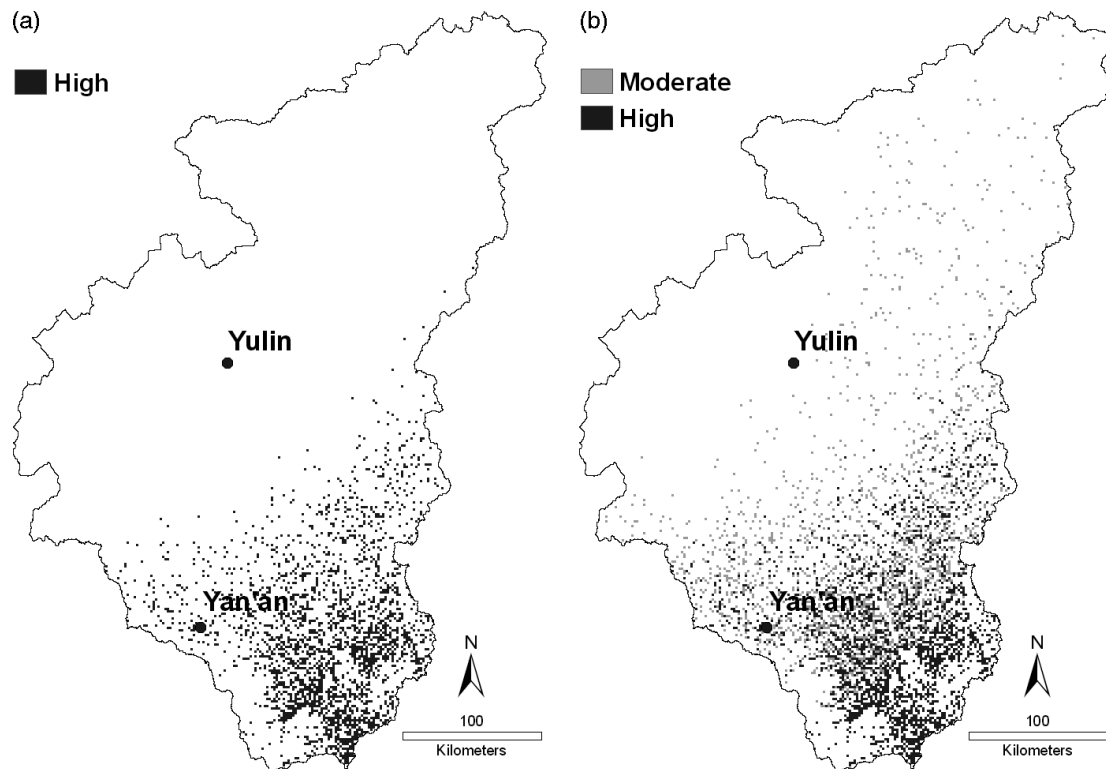 (a)
High
Yulin
Yan'an
N
100
Kilometers
(b)
Moderate
High
Yulin
Yan'an
N
100
Kilometers